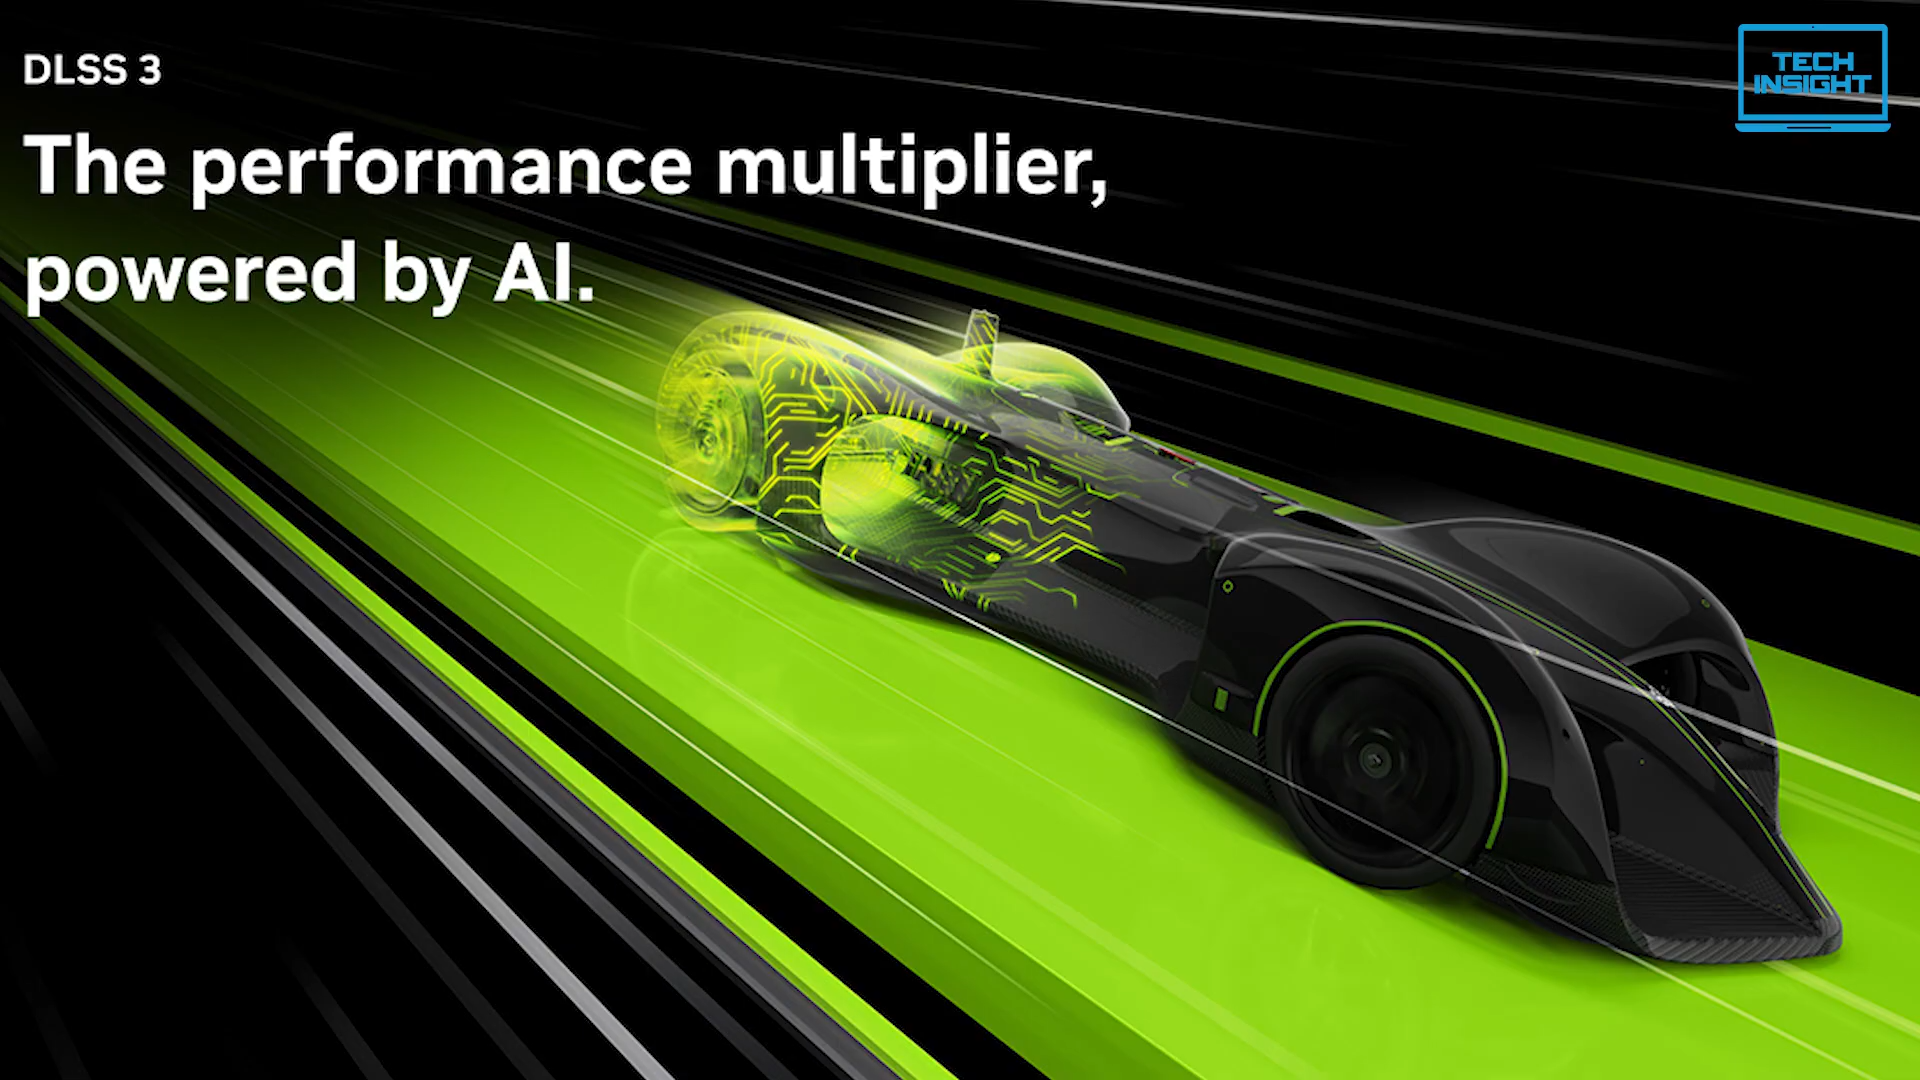 DLSS 3
The performance multiplier,
powered by AI.
TECH
INSIGHT